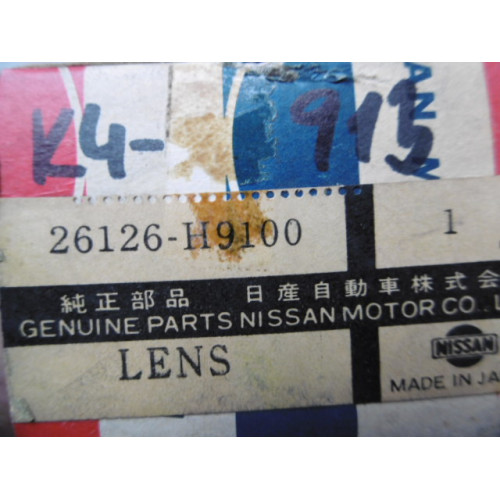 K4- 913
26126-H9100 1
純正部品 日産自動車株式会
GENUINE PARTS NISSAN MOTOR CO.,
LENS
NISSAN
MADE IN JA